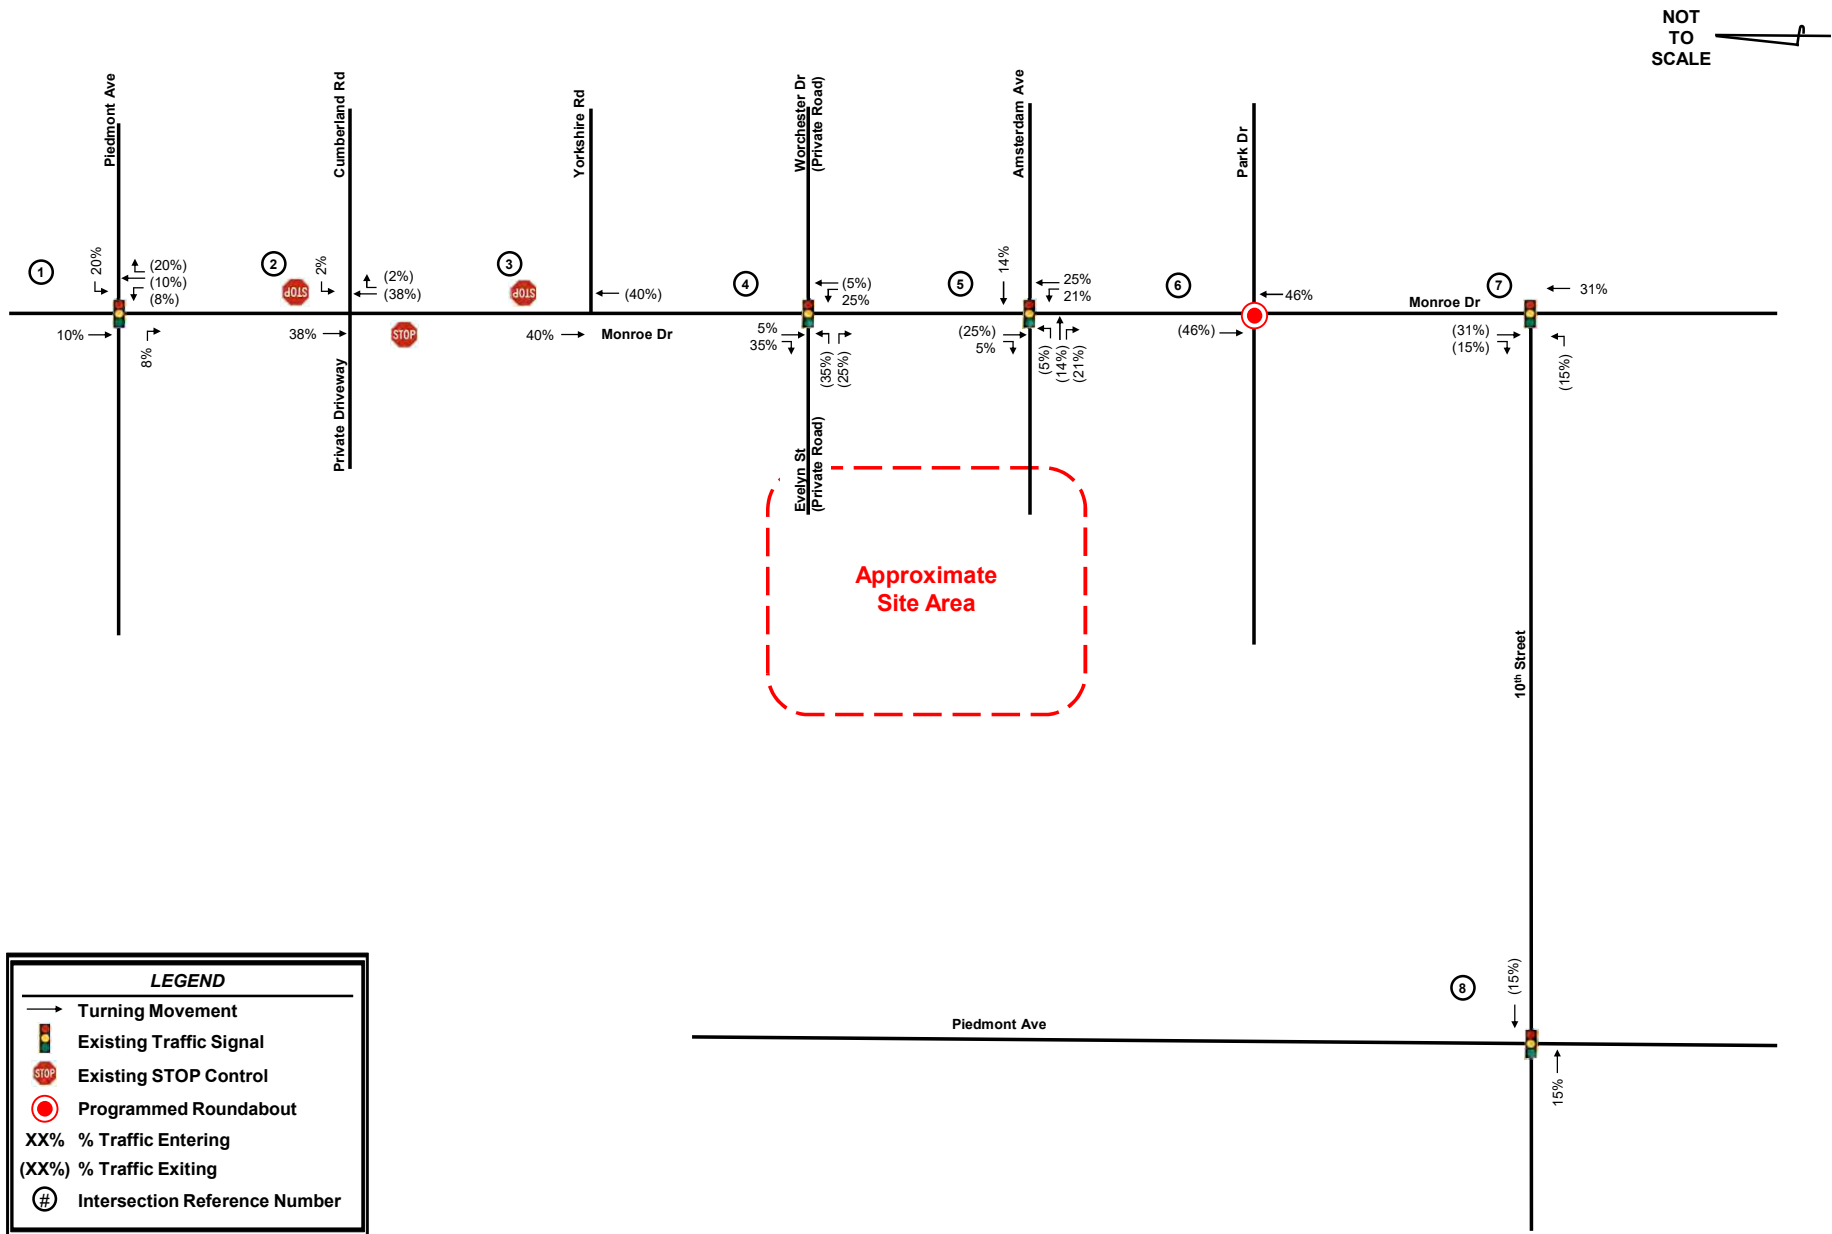 NOT
TO
SCALE
Piedmont Ave
Cumberland Rd
Yorkshire Rd
Worchester Dr
(Private Road)
Amsterdam Ave
Park Dr
1
20%
(20%)
(10%)
(8%)
10%
8%
2
STOP
2%
(2%)
(38%)
38%
STOP
Private Driveway
3
STOP
(40%)
40%
Monroe Dr
4
(5%)
25%
5%
35%
(35%)
(25%)
Evelyn St
(Private Road)
5
14%
25%
21%
(25%)
5%
(5%)
(14%)
(21%)
6
46%
(46%)
Monroe Dr
7
31%
(31%)
(15%)
(15%)
Approximate
Site Area
10th Street
8
(15%)
Piedmont Ave
15%
LEGEND
Turning Movement
Existing Traffic Signal
STOP Existing STOP Control
Programmed Roundabout
XX% % Traffic Entering
(XX%) % Traffic Exiting
# Intersection Reference Number